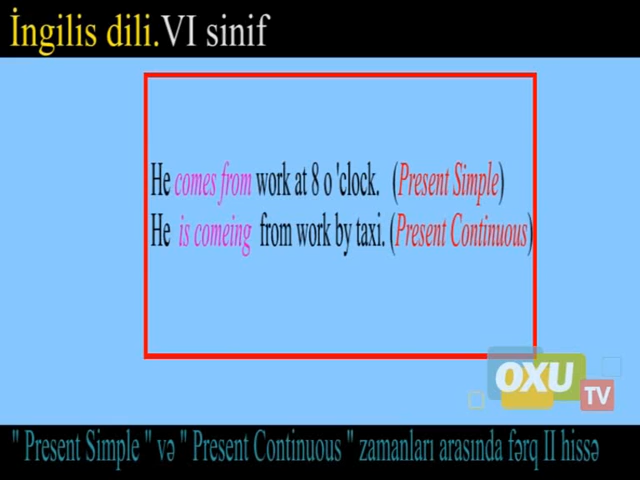 İngilis dili.VI sinif
He comes from work at 8 o 'clock. (Present Simple)
He is comeing from work by taxi. (Present Continuous)
OXU TV
" Present Simple " və " Present Continuous " zamanları arasında fərq II hissə